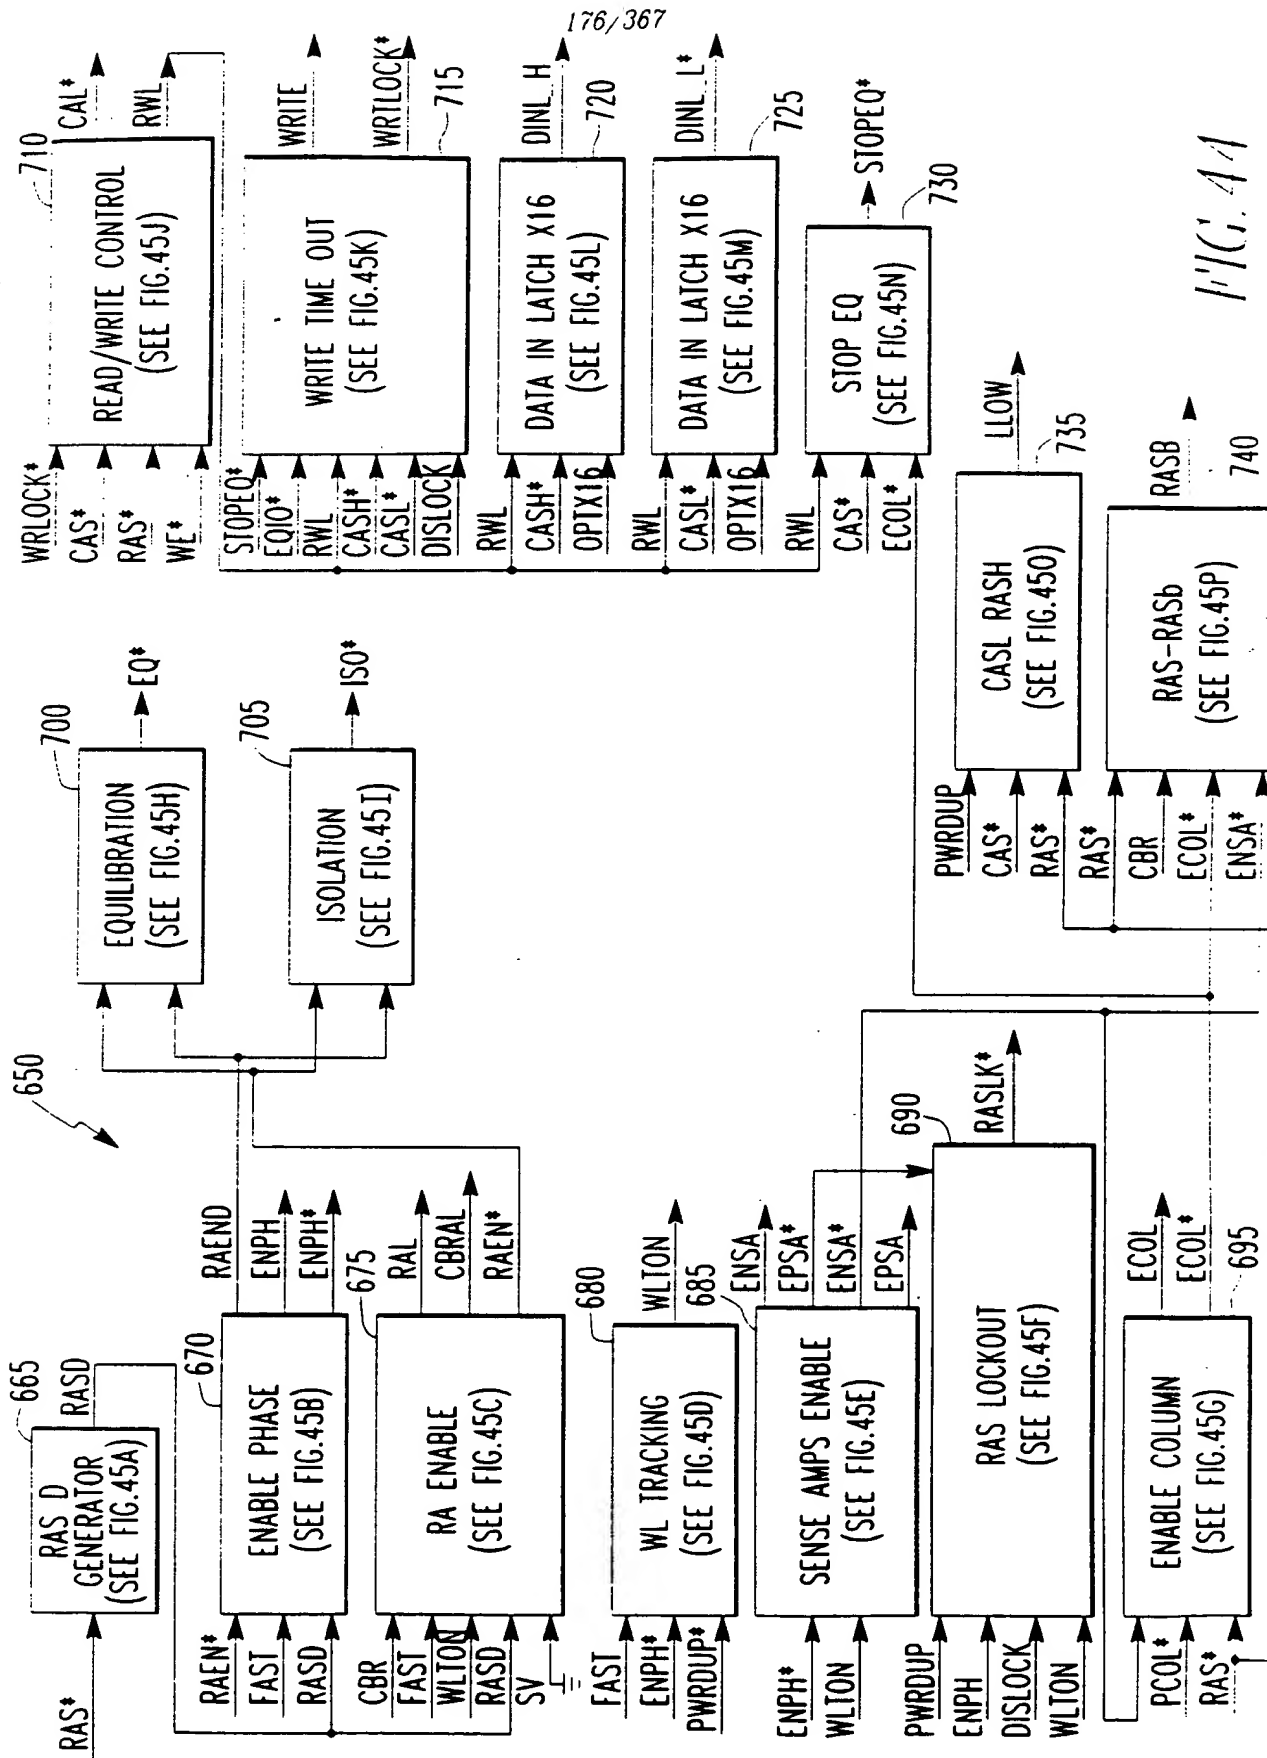 176/367
RAS*
RAS D
GENERATOR
(SEE FIG.45A)
665
RASD
650
RAEN*
FAST
RASD
670
ENABLE PHASE
(SEE FIG.45B)
RAEND
ENPH
ENPH*
CBR
FAST
WLTON
RASD
SV
675
RA ENABLE
(SEE FIG.45C)
RAL
CBRAL
RAEN*
FAST
ENPH*
PWRDUP*
680
WL TRACKING
(SEE FIG.45D)
WLTON
ENPH*
WLTON
685
SENSE AMPS ENABLE
(SEE FIG.45E)
ENSA
EPSA*
ENSA*
EPSA
PWRDUP
ENPH
DISLOCK
WLTON
690
RAS LOCKOUT
(SEE FIG.45F)
RASLK*
PCOL*
RAS*
ENABLE COLUMN
(SEE FIG.45G)
ECOL
ECOL*
695
700
EQUILIBRATION
(SEE FIG.45H)
EQ*
705
ISOLATION
(SEE FIG.45I)
ISO*
WRLOCK*
CAS*
RAS*
WE*
710
READ/WRITE CONTROL
(SEE FIG.45J)
CAL*
RWL
STOPEQ*
EQIO*
RWL
CASH*
CASL*
DISLOCK
WRITE TIME OUT
(SEE FIG.45K)
WRITE
WRTLOCK*
715
RWL
CASH*
OPTX16
DATA IN LATCH X16
(SEE FIG.45L)
DINL H
720
RWL
CASL*
OPTX16
DATA IN LATCH X16
(SEE FIG.45M)
DINL L*
725
RWL
CAS*
ECOL*
STOP EQ
(SEE FIG.45N)
STOPEQ*
730
PWRDUP
CAS*
RAS*
CASL RASH
(SEE FIG.45O)
LLOW
735
RAS*
CBR
ECOL*
ENSA*
RAS-RASb
(SEE FIG.45P)
RASB
740
FIG. 44